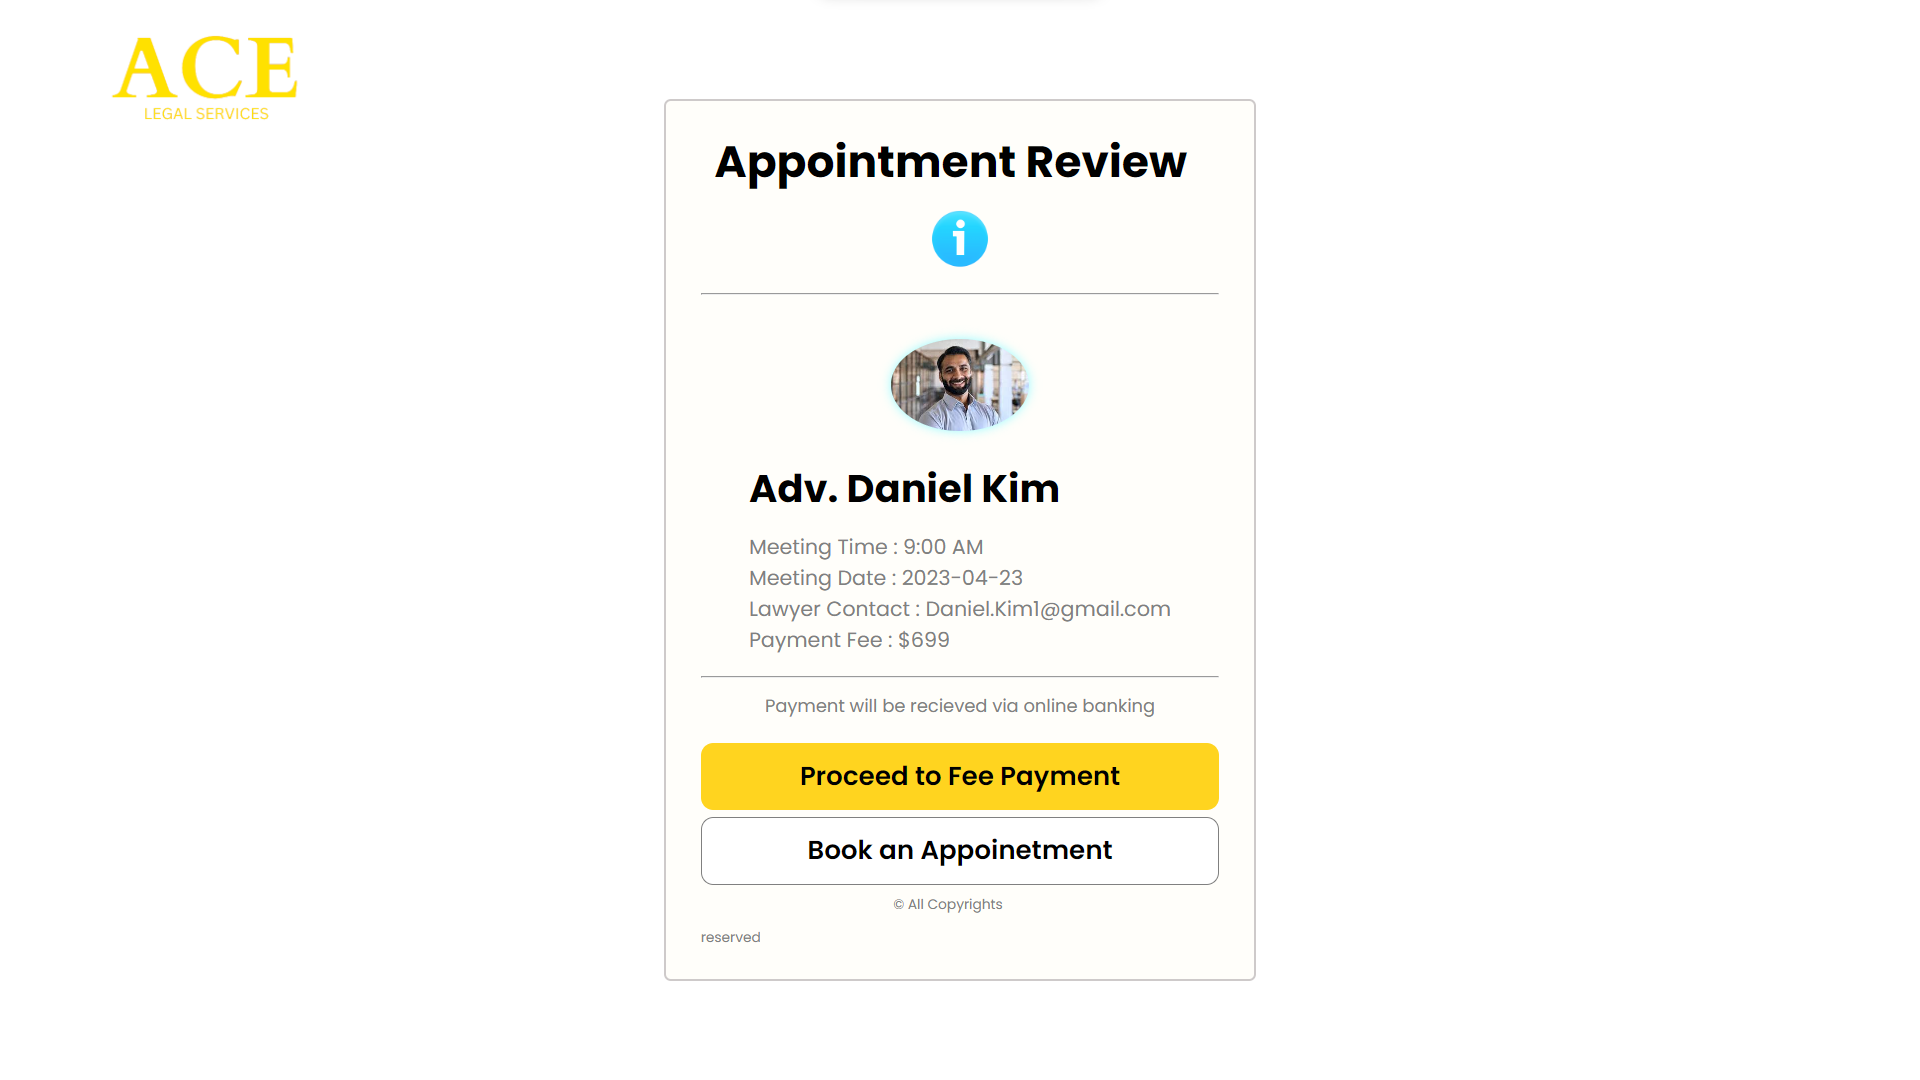 ACE
LEGAL SERVICES
Appointment Review
i
Adv. Daniel Kim
Meeting Time : 9:00 AM
Meeting Date : 2023-04-23
Lawyer Contact : Daniel.Kim1@gmail.com
Payment Fee : $699
Payment will be recieved via online banking
Proceed to Fee Payment
Book an Appoinetment
© All Copyrights
reserved